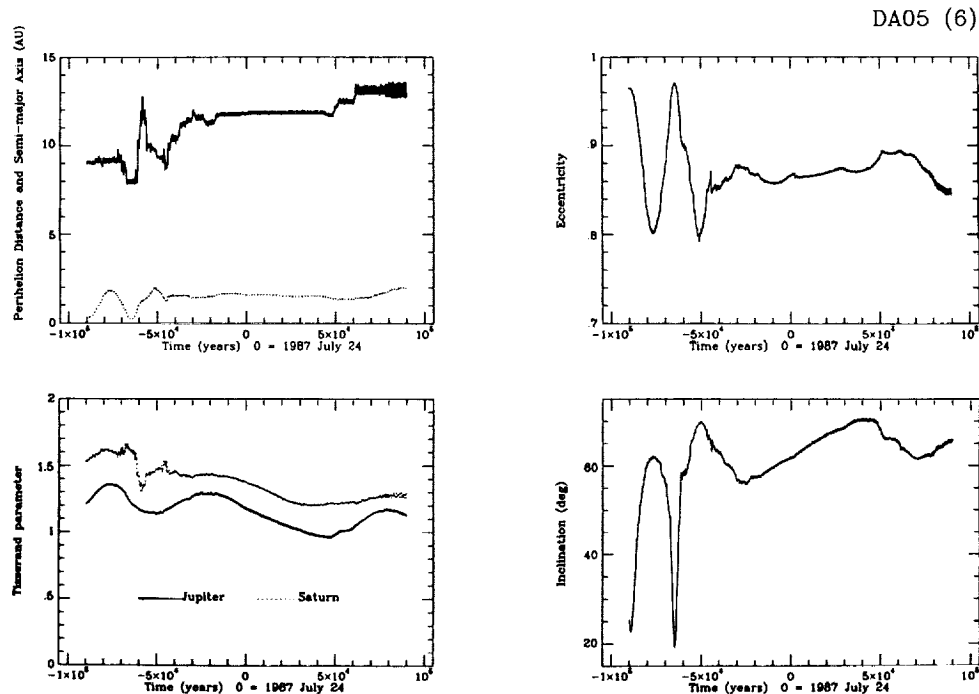 DA05 (6)
Perihelion Distance and Semi-major Axis (AU)
15
10
5
0
−1×10⁵ −5×10⁴ 0 5×10⁴ 10⁵
Time (years) 0 = 1987 July 24
Eccentricity
1
.9
.8
.7
−1×10⁵ −5×10⁴ 0 5×10⁴ 10⁵
Time (years) 0 = 1987 July 24
Tisserand parameter
2
1.5
1
.5
0
Jupiter Saturn
−1×10⁵ −5×10⁴ 0 5×10⁴ 10⁵
Time (years) 0 = 1987 July 24
Inclination (deg)
60
40
20
−1×10⁵ −5×10⁴ 0 5×10⁴ 10⁵
Time (years) 0 = 1987 July 24